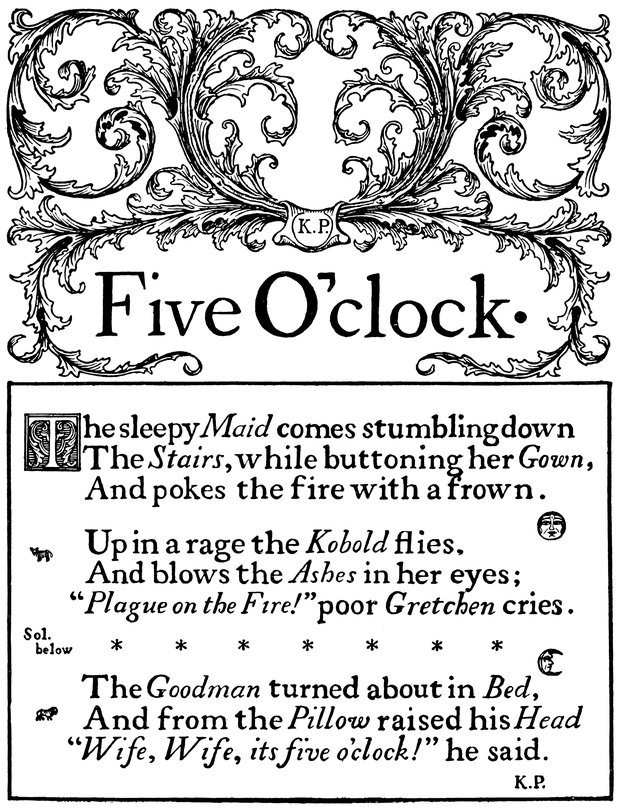 K.P.
Five O'clock.
The sleepy Maid comes stumbling down
The Stairs, while buttoning her Gown,
And pokes the fire with a frown.
Up in a rage the Kobold flies,
And blows the Ashes in her eyes;
"Plague on the Fire!" poor Gretchen cries.
Sol.
below
* * * * * * *
The Goodman turned about in Bed,
And from the Pillow raised his Head
"Wife, Wife, its five o'clock!" he said.
K.P.